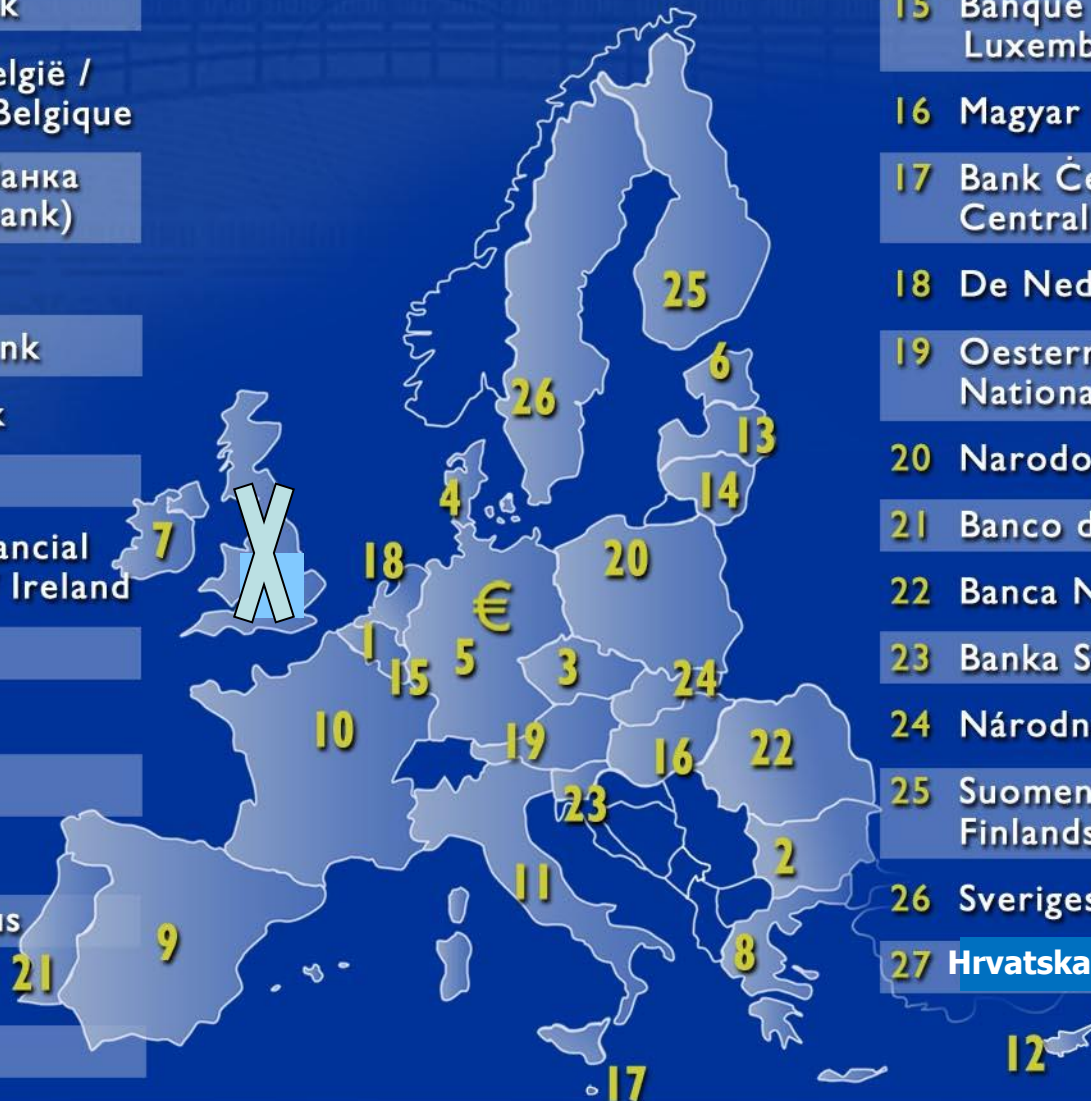 k
elgië /
Belgique
анка
ank)
nk
k
ancial
Ireland
us
15 Banque
Luxemb
16 Magyar
17 Bank Ċe
Central
18 De Ned
19 Oesterr
Nationa
20 Narodo
21 Banco d
22 Banca N
23 Banka S
24 Národn
25 Suomen
Finlands
26 Sveriges
27 Hrvatska
25
6
26
13
4
14
7
X
18
20
€
1
5
3
15
24
10
19
16
22
23
2
11
9
8
21
12
17